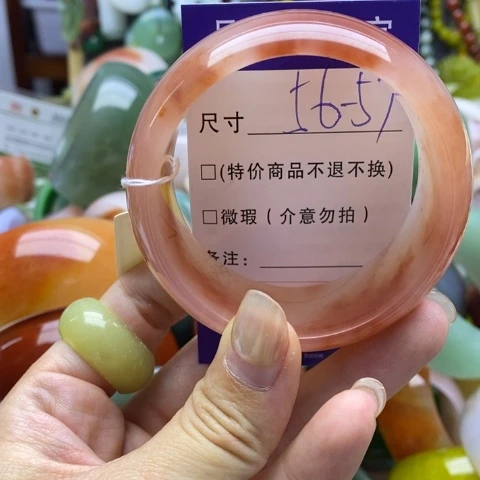 尺寸 56-57
□(特价商品不退不换)
□微瑕（介意勿拍）
备注：